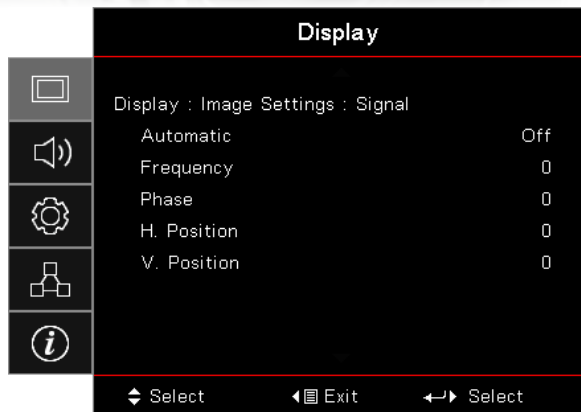 Display
Display : Image Settings : Signal
Automatic Off
Frequency 0
Phase 0
H. Position 0
V. Position 0
Select Exit Select